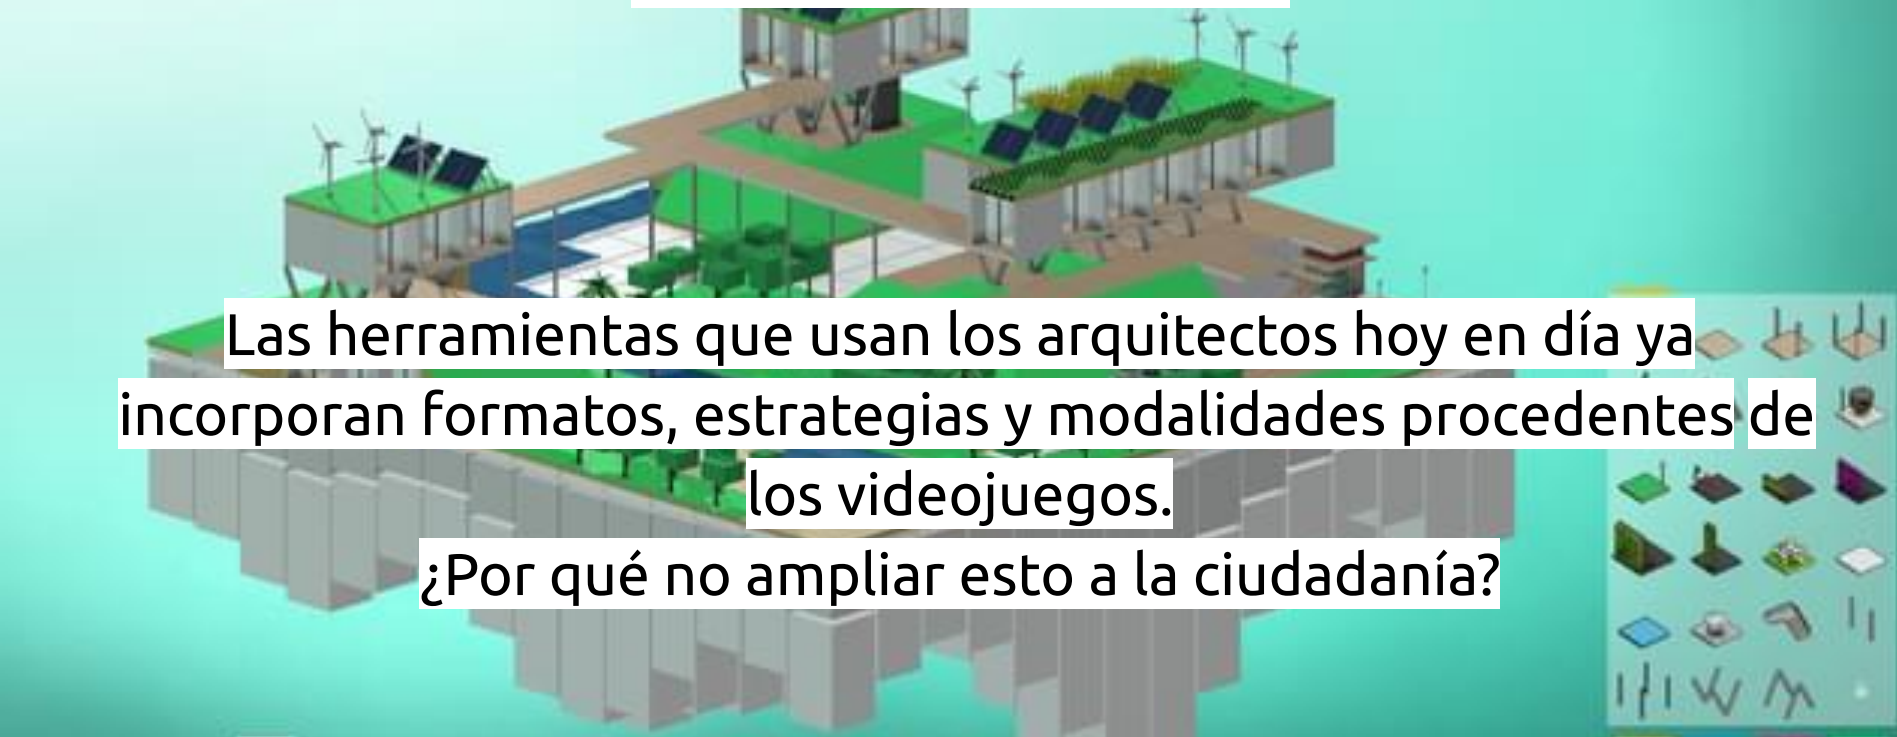 Las herramientas que usan los arquitectos hoy en día ya
incorporan formatos, estrategias y modalidades procedentes de
los videojuegos.
¿Por qué no ampliar esto a la ciudadanía?